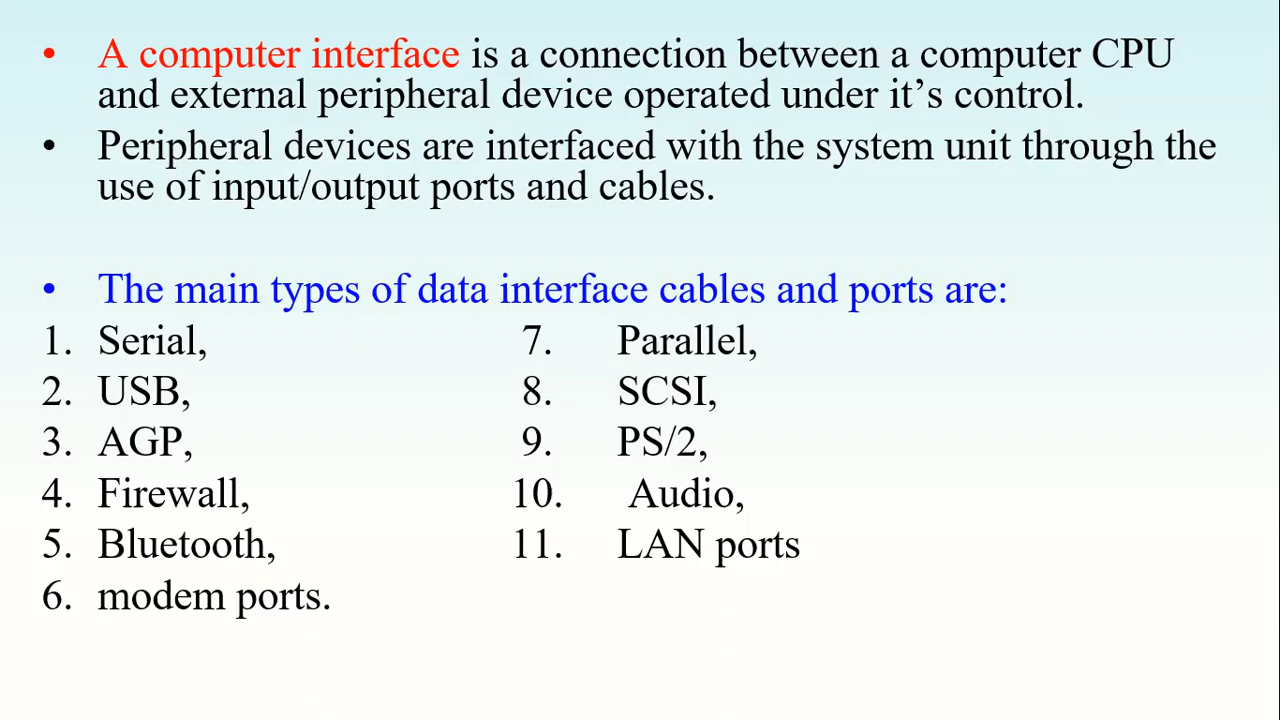 • A computer interface is a connection between a computer CPU
and external peripheral device operated under it’s control.
• Peripheral devices are interfaced with the system unit through the
use of input/output ports and cables.
• The main types of data interface cables and ports are:
1. Serial, 7. Parallel,
2. USB, 8. SCSI,
3. AGP, 9. PS/2,
4. Firewall, 10. Audio,
5. Bluetooth, 11. LAN ports
6. modem ports.